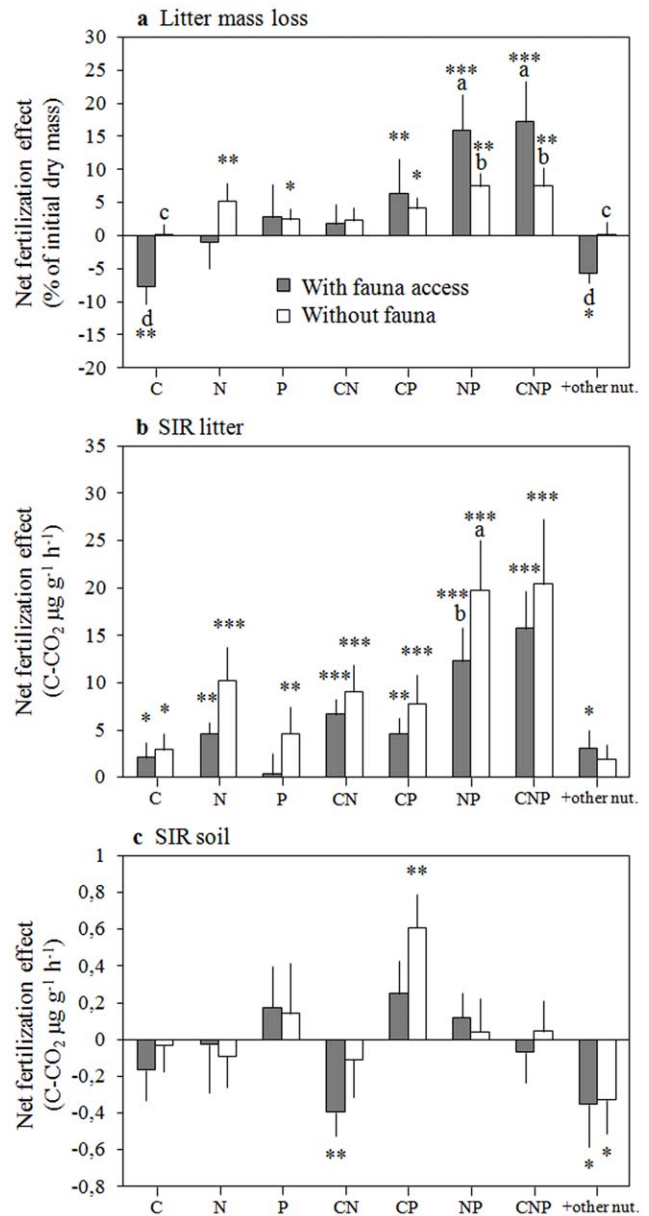 a Litter mass loss
Net fertilization effect
(% of initial dry mass)
30
25
20
15
10
5
0
-5
-10
-15
-20
*** ***
a a
** ** **
** b b
c * * c
d d
** *
With fauna access
Without fauna
C N P CN CP NP CNP +other nut.
b SIR litter
Net fertilization effect
(C-CO₂ µg g⁻¹ h⁻¹)
35
30
25
20
15
10
5
0
* * ** *** ** *** *** ** *** *** b *** a *** *** *
C N P CN CP NP CNP +other nut.
c SIR soil
Net fertilization effect
(C-CO₂ µg g⁻¹ h⁻¹)
1
0,8
0,6
0,4
0,2
0
-0,2
-0,4
-0,6
-0,8
**
** * *
C N P CN CP NP CNP +other nut.